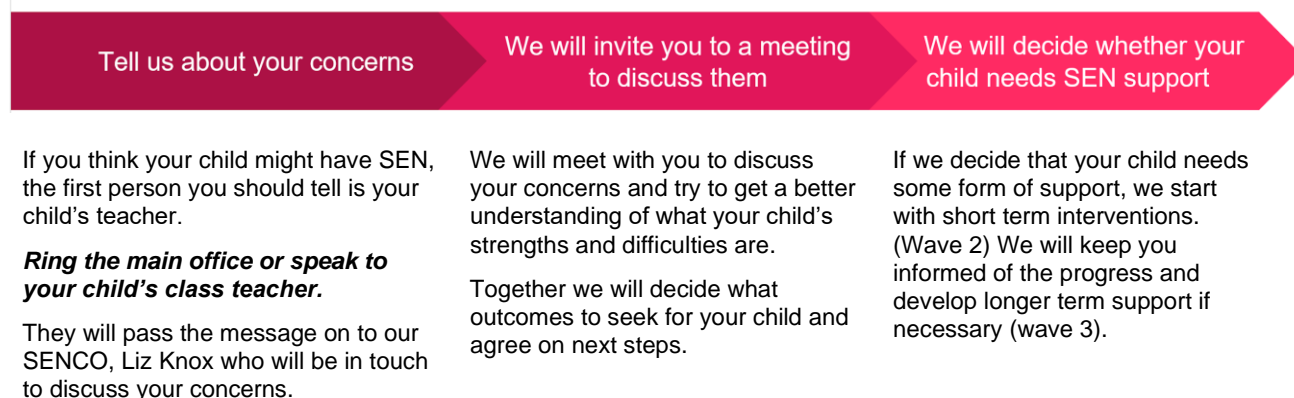 Tell us about your concerns
We will invite you to a meeting
to discuss them
We will decide whether your
child needs SEN support
If you think your child might have SEN,
the first person you should tell is your
child’s teacher.
Ring the main office or speak to
your child’s class teacher.
They will pass the message on to our
SENCO, Liz Knox who will be in touch
to discuss your concerns.
We will meet with you to discuss
your concerns and try to get a better
understanding of what your child’s
strengths and difficulties are.
Together we will decide what
outcomes to seek for your child and
agree on next steps.
If we decide that your child needs
some form of support, we start
with short term interventions.
(Wave 2) We will keep you
informed of the progress and
develop longer term support if
necessary (wave 3).